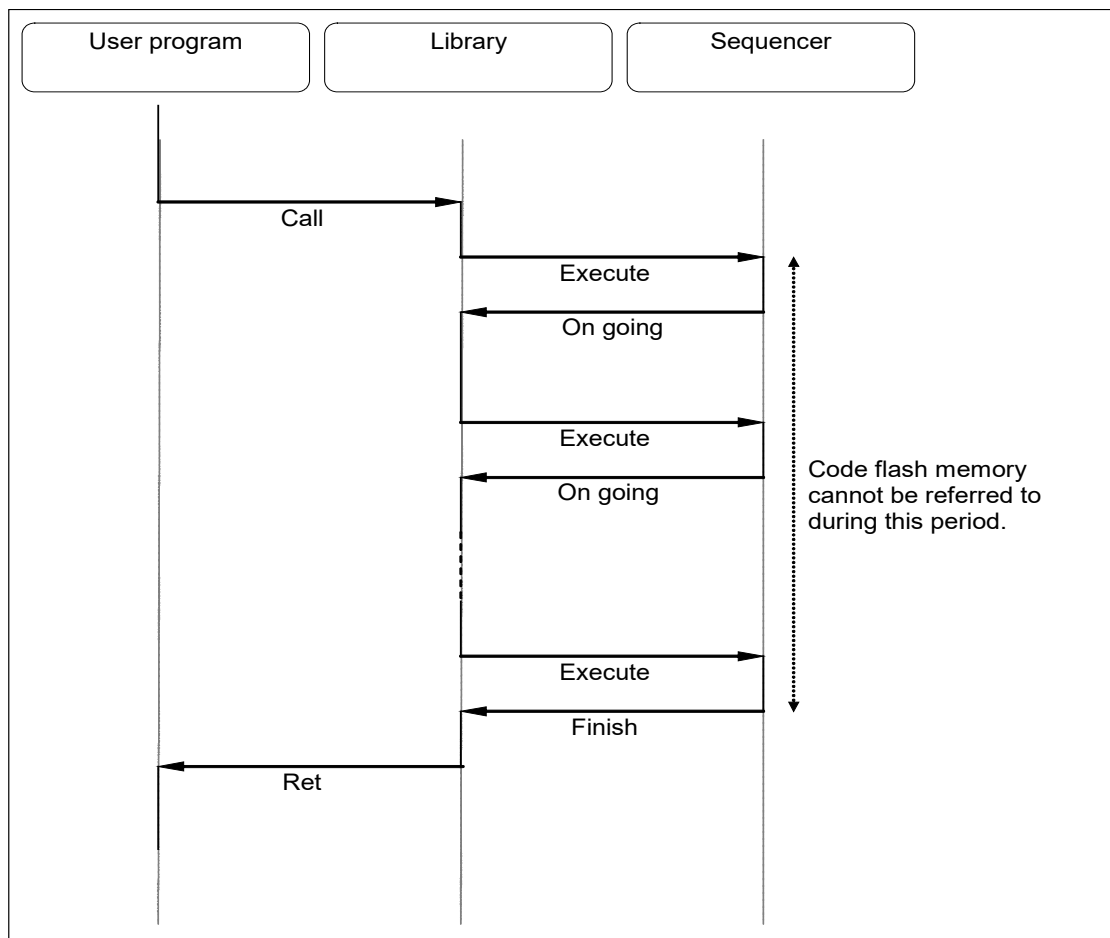 User program
Library
Sequencer
Call
Execute
On going
Execute
On going
Code flash memory
cannot be referred to
during this period.
Execute
Finish
Ret